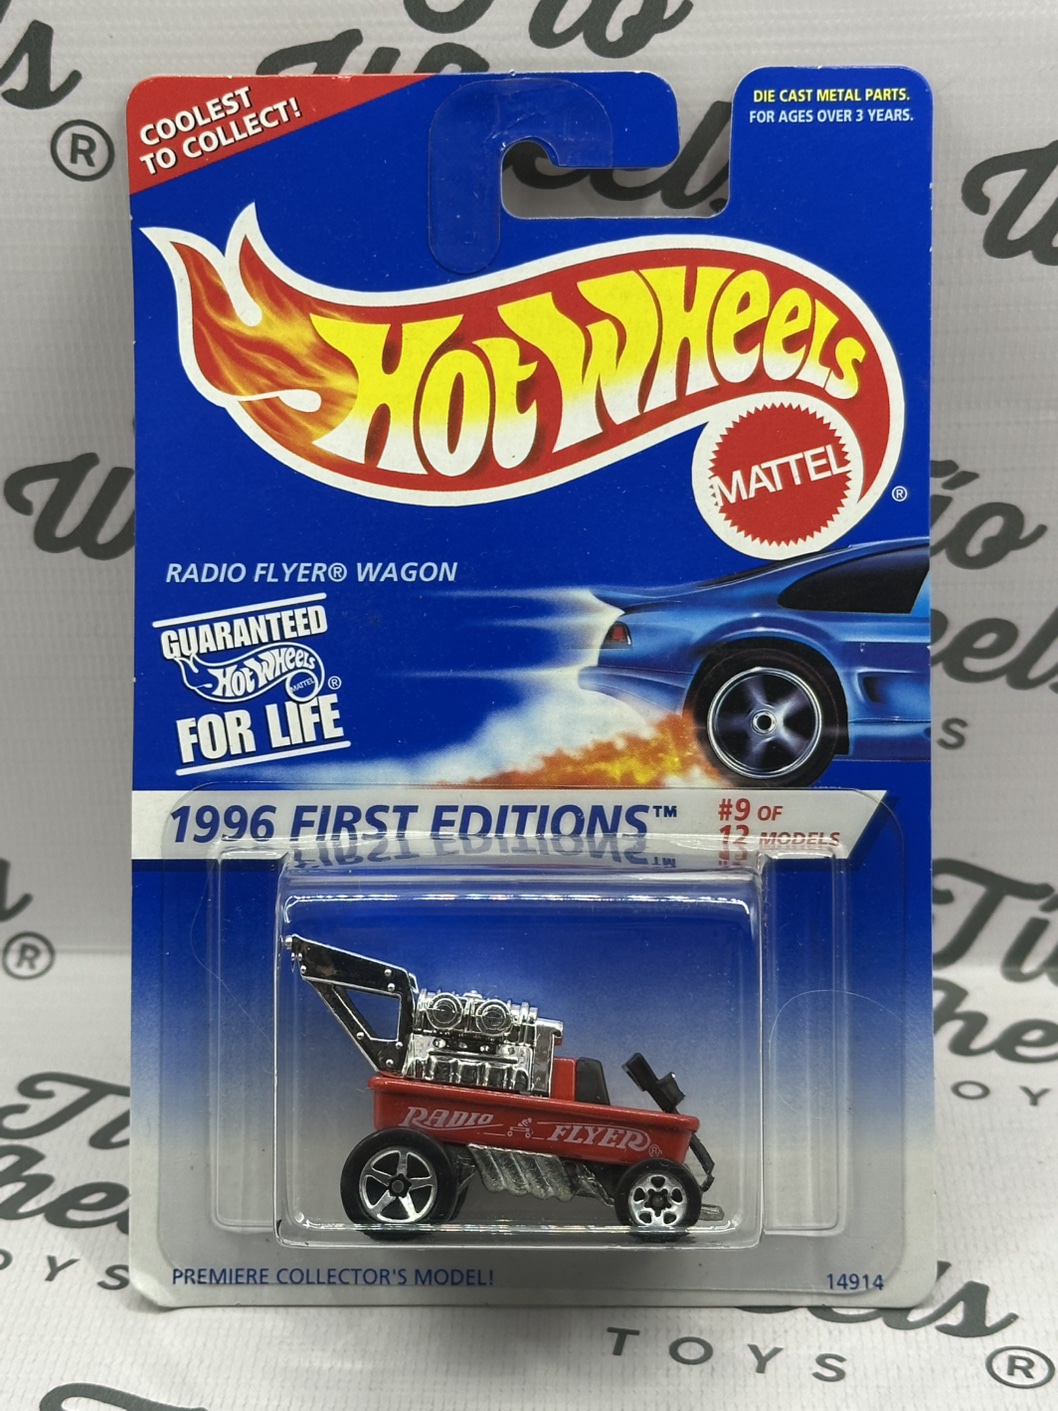 COOLEST
TO COLLECT!
DIE CAST METAL PARTS.
FOR AGES OVER 3 YEARS.
HOT WHEELS
MATTEL
®
RADIO FLYER® WAGON
GUARANTEED
HOT WHEELS
MATTEL
®
FOR LIFE
1996 FIRST EDITIONS™
#9 OF
12 MODELS
RADIO FLYER®
PREMIERE COLLECTOR'S MODEL!
14914
TOYS
®